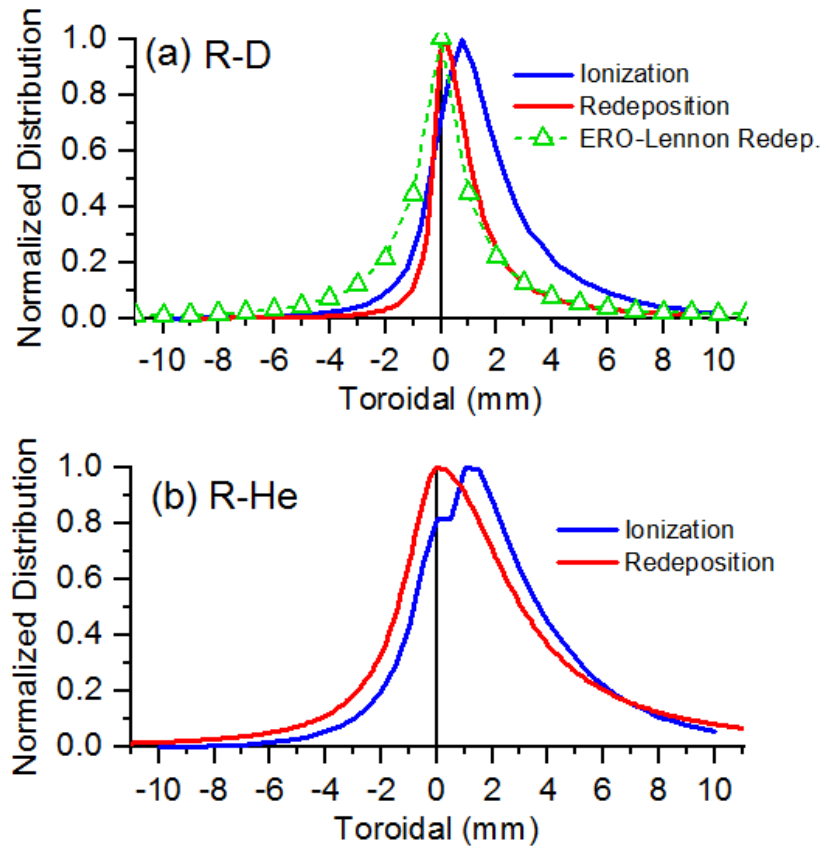 (a) R-D
Normalized Distribution
1.0
0.8
0.6
0.4
0.2
0.0
Ionization
Redeposition
ERO-Lennon Redep.
-10 -8 -6 -4 -2 0 2 4 6 8 10
Toroidal (mm)
(b) R-He
Normalized Distribution
1.0
0.8
0.6
0.4
0.2
0.0
Ionization
Redeposition
-10 -8 -6 -4 -2 0 2 4 6 8 10
Toroidal (mm)